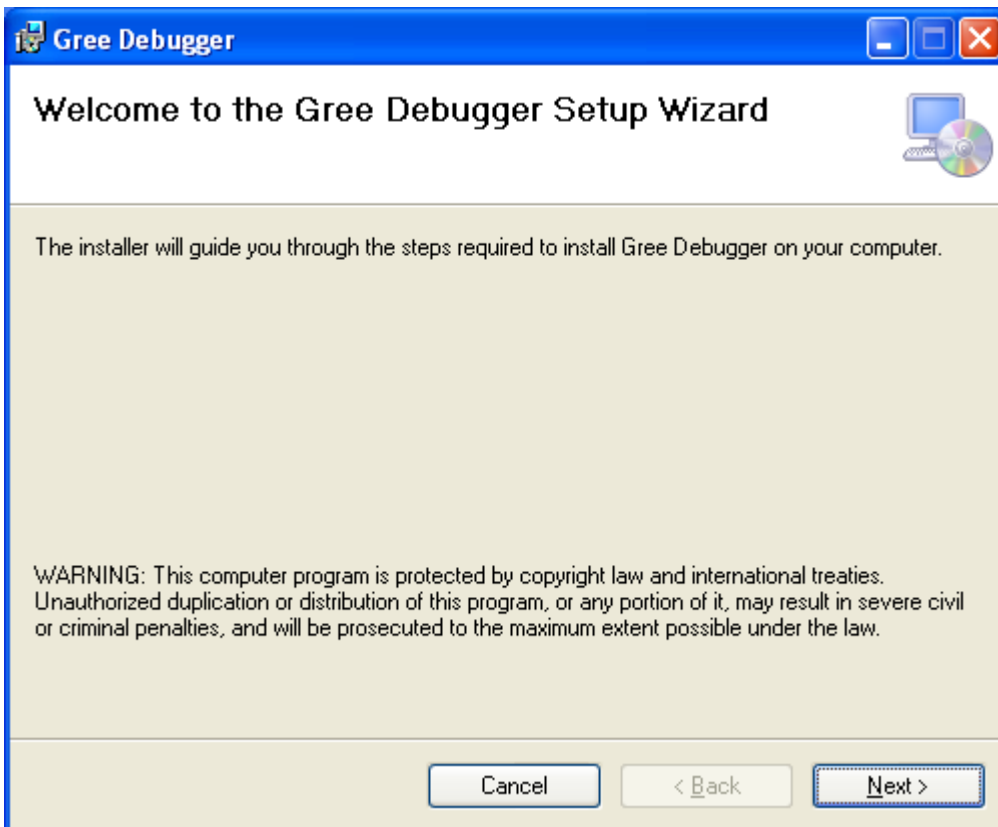 Gree Debugger
Welcome to the Gree Debugger Setup Wizard
The installer will guide you through the steps required to install Gree Debugger on your computer.
WARNING: This computer program is protected by copyright law and international treaties.
Unauthorized duplication or distribution of this program, or any portion of it, may result in severe civil
or criminal penalties, and will be prosecuted to the maximum extent possible under the law.
Cancel < Back Next >